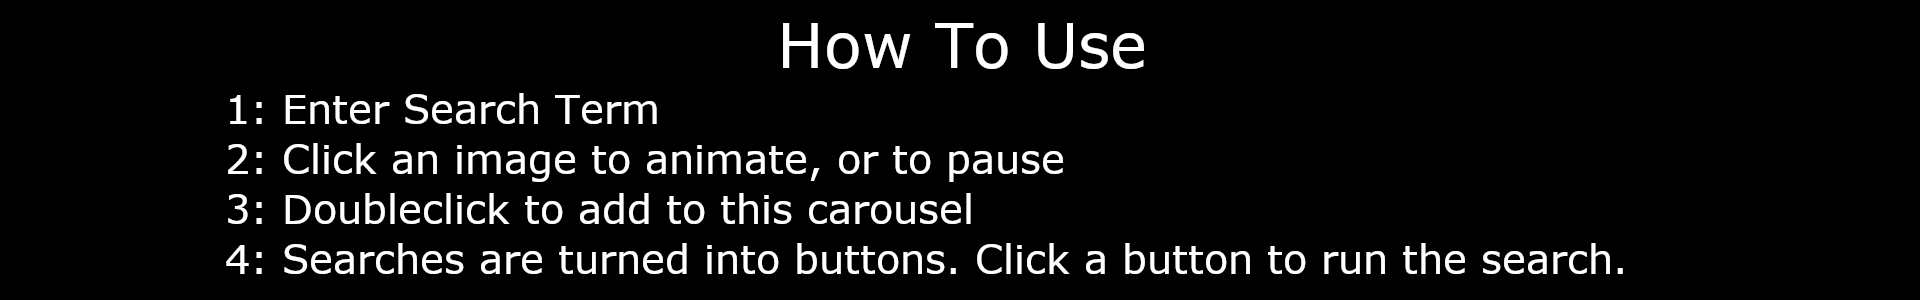 How To Use
1: Enter Search Term
2: Click an image to animate, or to pause
3: Doubleclick to add to this carousel
4: Searches are turned into buttons. Click a button to run the search.